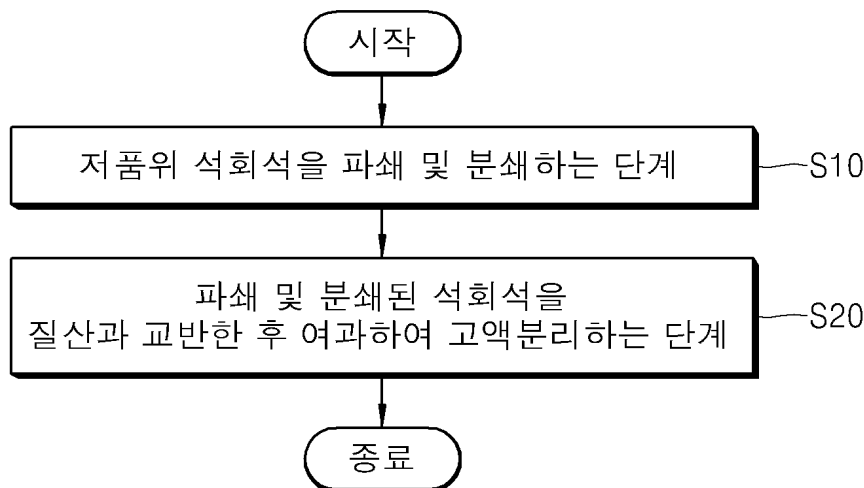 시작
저품위 석회석을 파쇄 및 분쇄하는 단계
S10
파쇄 및 분쇄된 석회석을
질산과 교반한 후 여과하여 고액분리하는 단계
S20
종료